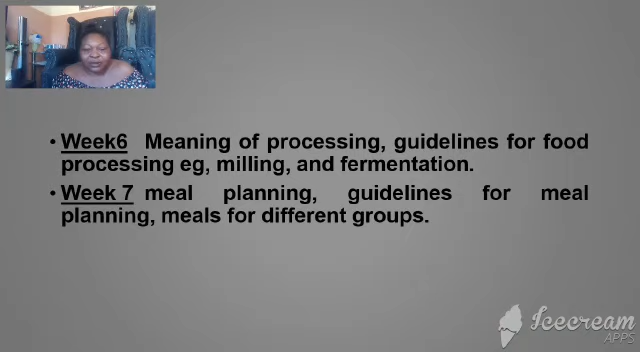 • Week6 Meaning of processing, guidelines for food
processing eg, milling, and fermentation.
• Week 7 meal planning, guidelines for meal
planning, meals for different groups.
Icecream
APPS